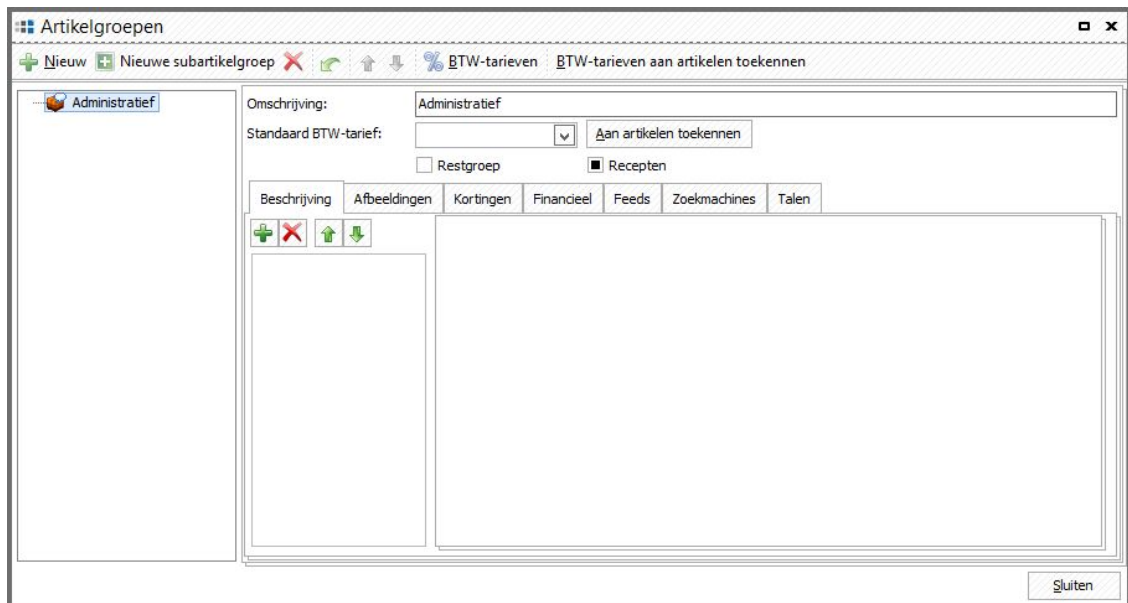 Artikelgroepen
Nieuw Nieuwe subartikelgroep BTW-tarieven BTW-tarieven aan artikelen toekennen
Administratief
Omschrijving: Administratief
Standaard BTW-tarief: Aan artikelen toekennen
Restgroep Recepten
Beschrijving Afbeeldingen Kortingen Financieel Feeds Zoekmachines Talen
Sluiten